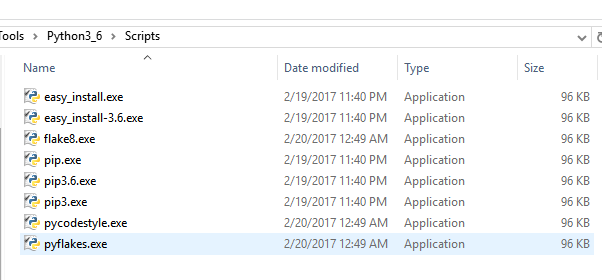 Tools > Python3_6 > Scripts
Name Date modified Type Size
easy_install.exe 2/19/2017 11:40 PM Application 96 KB
easy_install-3.6.exe 2/19/2017 11:40 PM Application 96 KB
flake8.exe 2/20/2017 12:49 AM Application 96 KB
pip.exe 2/19/2017 11:40 PM Application 96 KB
pip3.6.exe 2/19/2017 11:40 PM Application 96 KB
pip3.exe 2/19/2017 11:40 PM Application 96 KB
pycodestyle.exe 2/20/2017 12:49 AM Application 96 KB
pyflakes.exe 2/20/2017 12:49 AM Application 96 KB